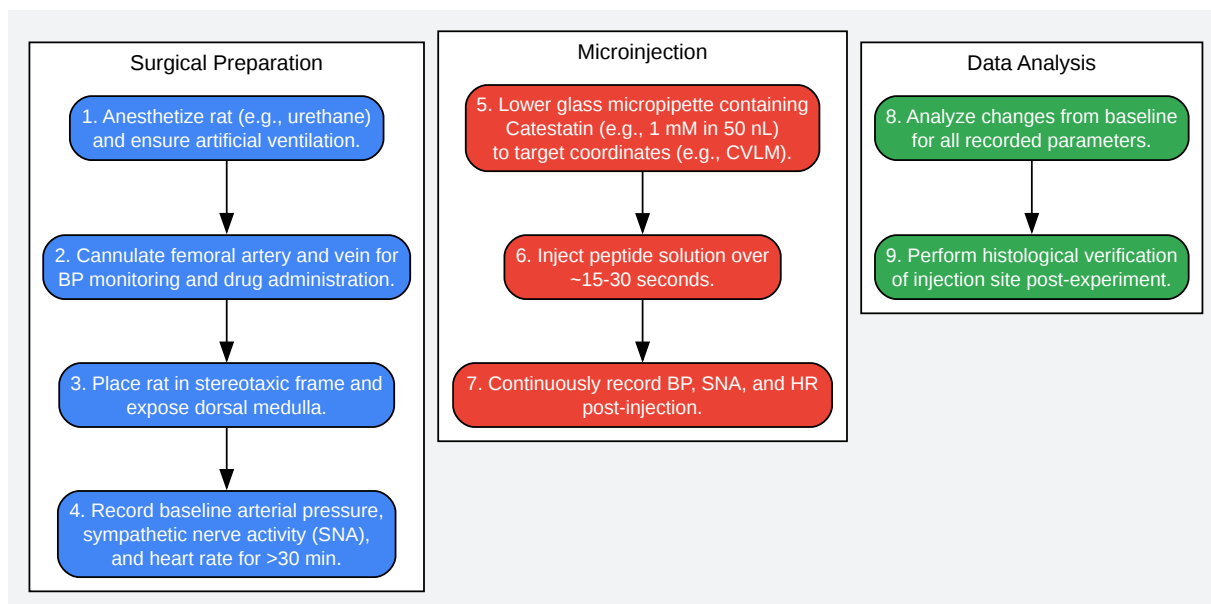 Surgical Preparation
1. Anesthetize rat (e.g., urethane)
and ensure artificial ventilation.
2. Cannulate femoral artery and vein for
BP monitoring and drug administration.
3. Place rat in stereotaxic frame and
expose dorsal medulla.
4. Record baseline arterial pressure,
sympathetic nerve activity (SNA),
and heart rate for >30 min.
Microinjection
5. Lower glass micropipette containing
Catestatin (e.g., 1 mM in 50 nL)
to target coordinates (e.g., CVLM).
6. Inject peptide solution over
~15-30 seconds.
7. Continuously record BP, SNA, and HR
post-injection.
Data Analysis
8. Analyze changes from baseline
for all recorded parameters.
9. Perform histological verification
of injection site post-experiment.